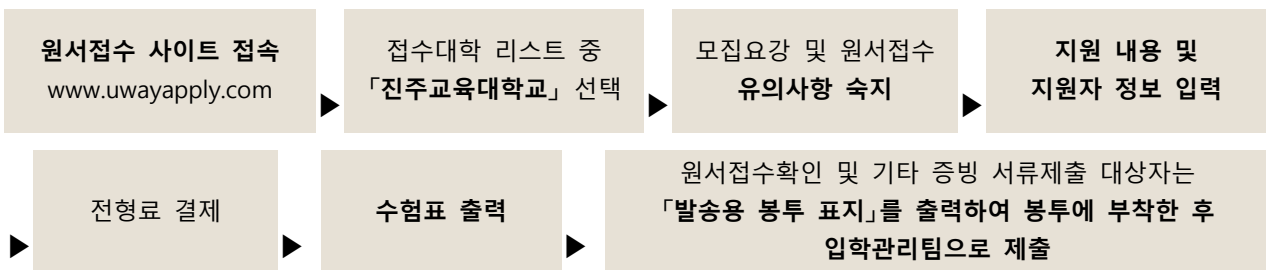 원서접수 사이트 접속
www.uwayapply.com
접수대학 리스트 중
「진주교육대학교」 선택
모집요강 및 원서접수
유의사항 숙지
지원 내용 및
지원자 정보 입력
전형료 결제
수험표 출력
원서접수확인 및 기타 증빙 서류제출 대상자는
「발송용 봉투 표지」를 출력하여 봉투에 부착한 후
입학관리팀으로 제출